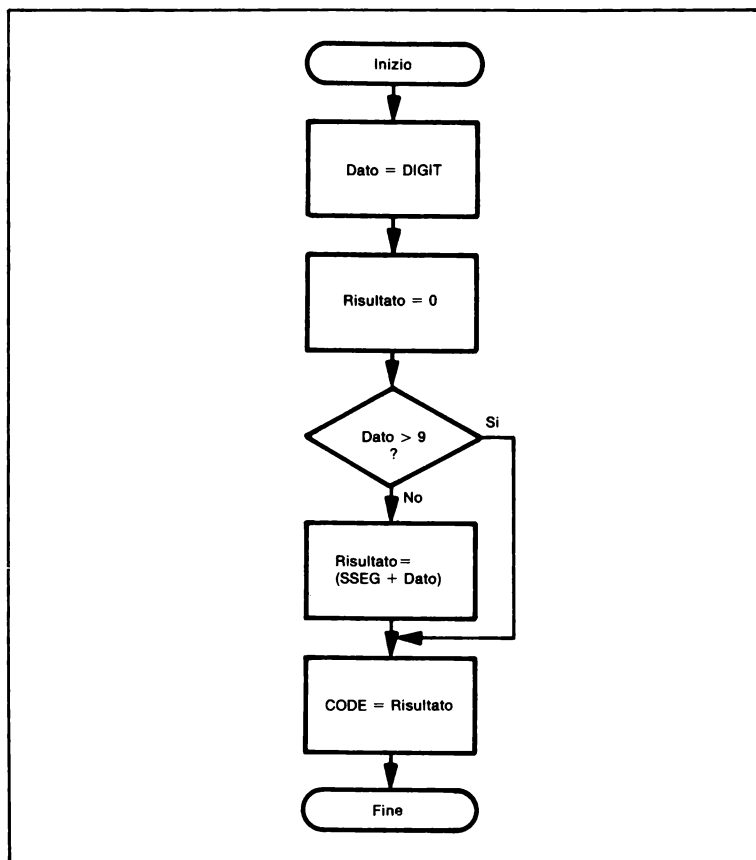 Inizio
Dato = DIGIT
Risultato = 0
Dato > 9
?
Si
No
Risultato =
(SSEG + Dato)
CODE = Risultato
Fine